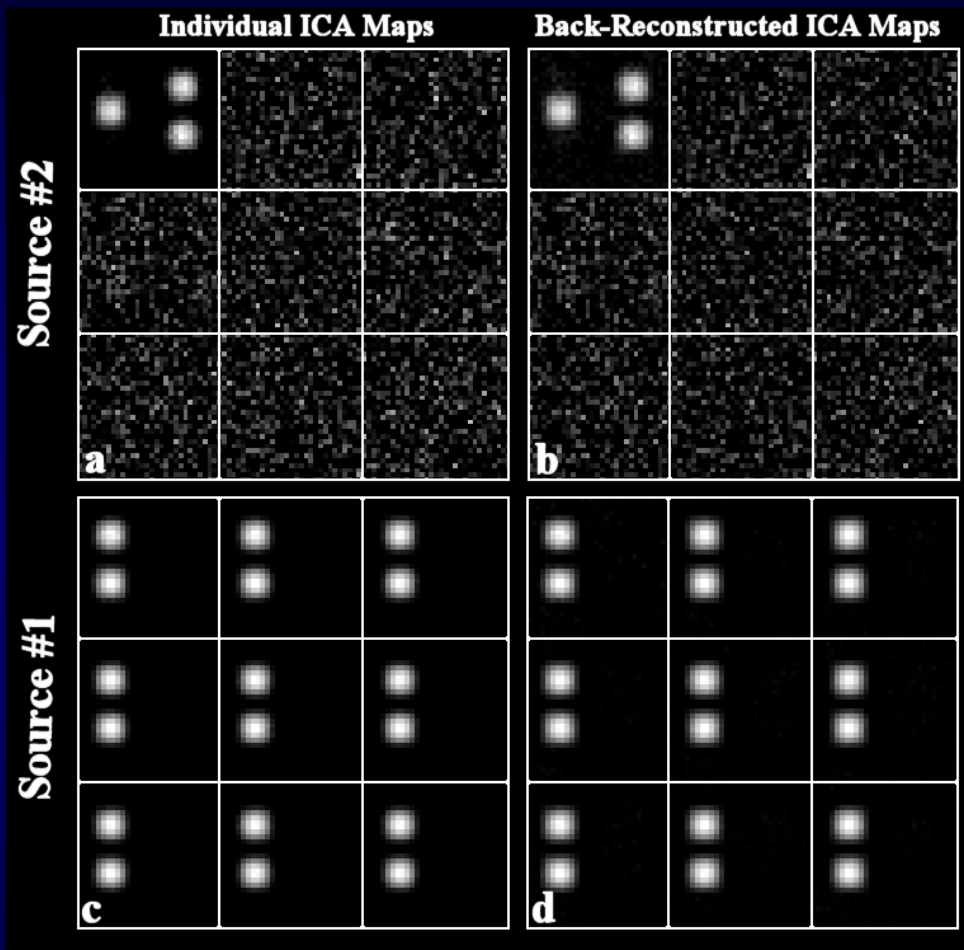 Individual ICA Maps
Back-Reconstructed ICA Maps
Source #2
a
b
Source #1
c
d